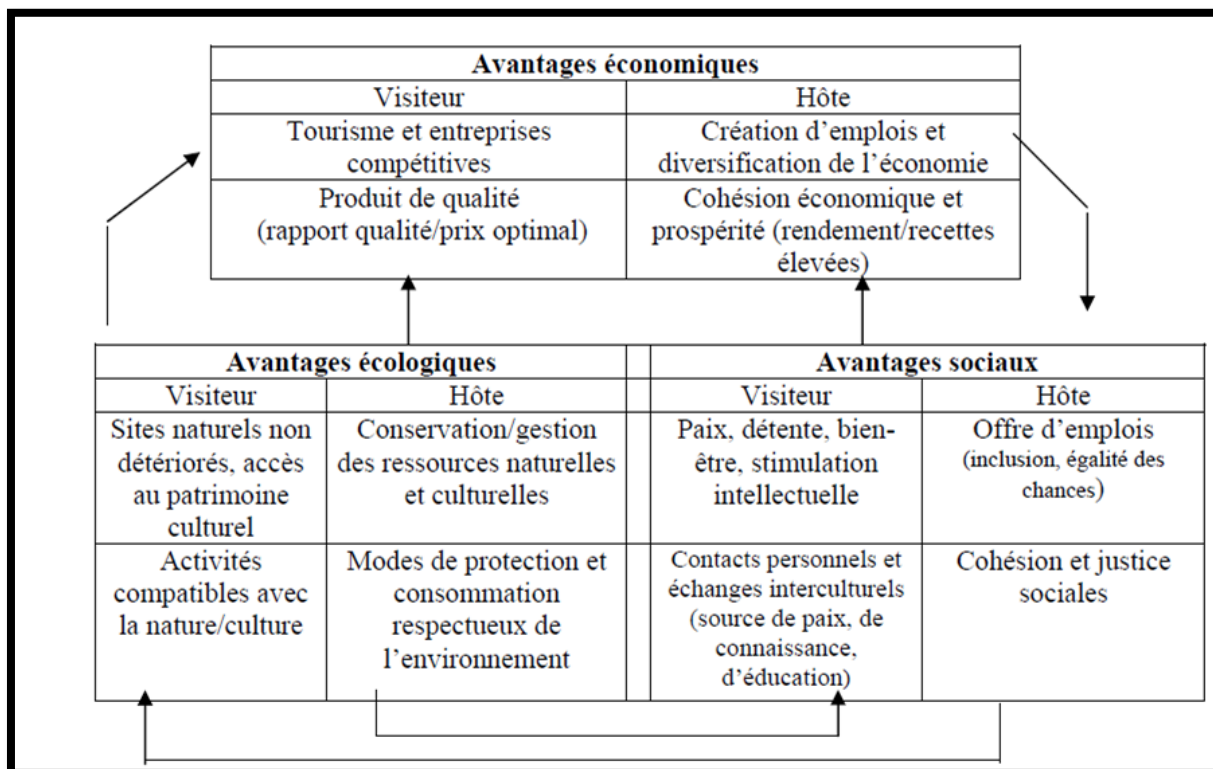 Avantages économiques
Visiteur
Hôte
Tourisme et entreprises
compétitives
Création d’emplois et
diversification de l’économie
Produit de qualité
(rapport qualité/prix optimal)
Cohésion économique et
prospérité (rendement/recettes
élevées)
Avantages écologiques
Visiteur
Hôte
Sites naturels non
détériorés, accès
au patrimoine
culturel
Conservation/gestion
des ressources naturelles
et culturelles
Activités
compatibles avec
la nature/culture
Modes de protection et
consommation
respectueux de
l’environnement
Avantages sociaux
Visiteur
Hôte
Paix, détente, bien-
être, stimulation
intellectuelle
Offre d’emplois
(inclusion, égalité des
chances)
Contacts personnels et
échanges interculturels
(source de paix, de
connaissance,
d’éducation)
Cohésion et justice
sociales